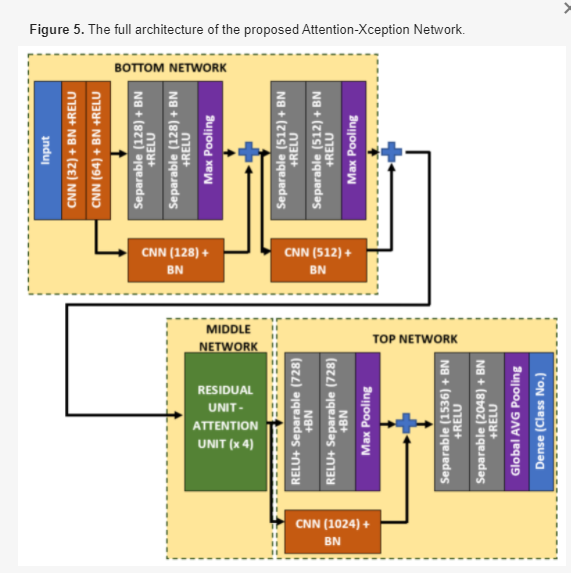 Figure 5. The full architecture of the proposed Attention-Xception Network.
BOTTOM NETWORK
Input
CNN (32) + BN +RELU
CNN (64) + BN +RELU
Separable (128) + BN
+RELU
Separable (128) + BN
+RELU
Max Pooling
CNN (128) +
BN
Separable (512) + BN
+RELU
Separable (512) + BN
+RELU
Max Pooling
CNN (512) +
BN
MIDDLE
NETWORK
RESIDUAL
UNIT -
ATTENTION
UNIT (x 4)
TOP NETWORK
RELU+ Separable (728)
+BN
RELU+ Separable (728)
+BN
Max Pooling
CNN (1024) +
BN
Separable (1536) + BN
+RELU
Separable (2048) + BN
+RELU
Global AVG Pooling
Dense (Class No.)